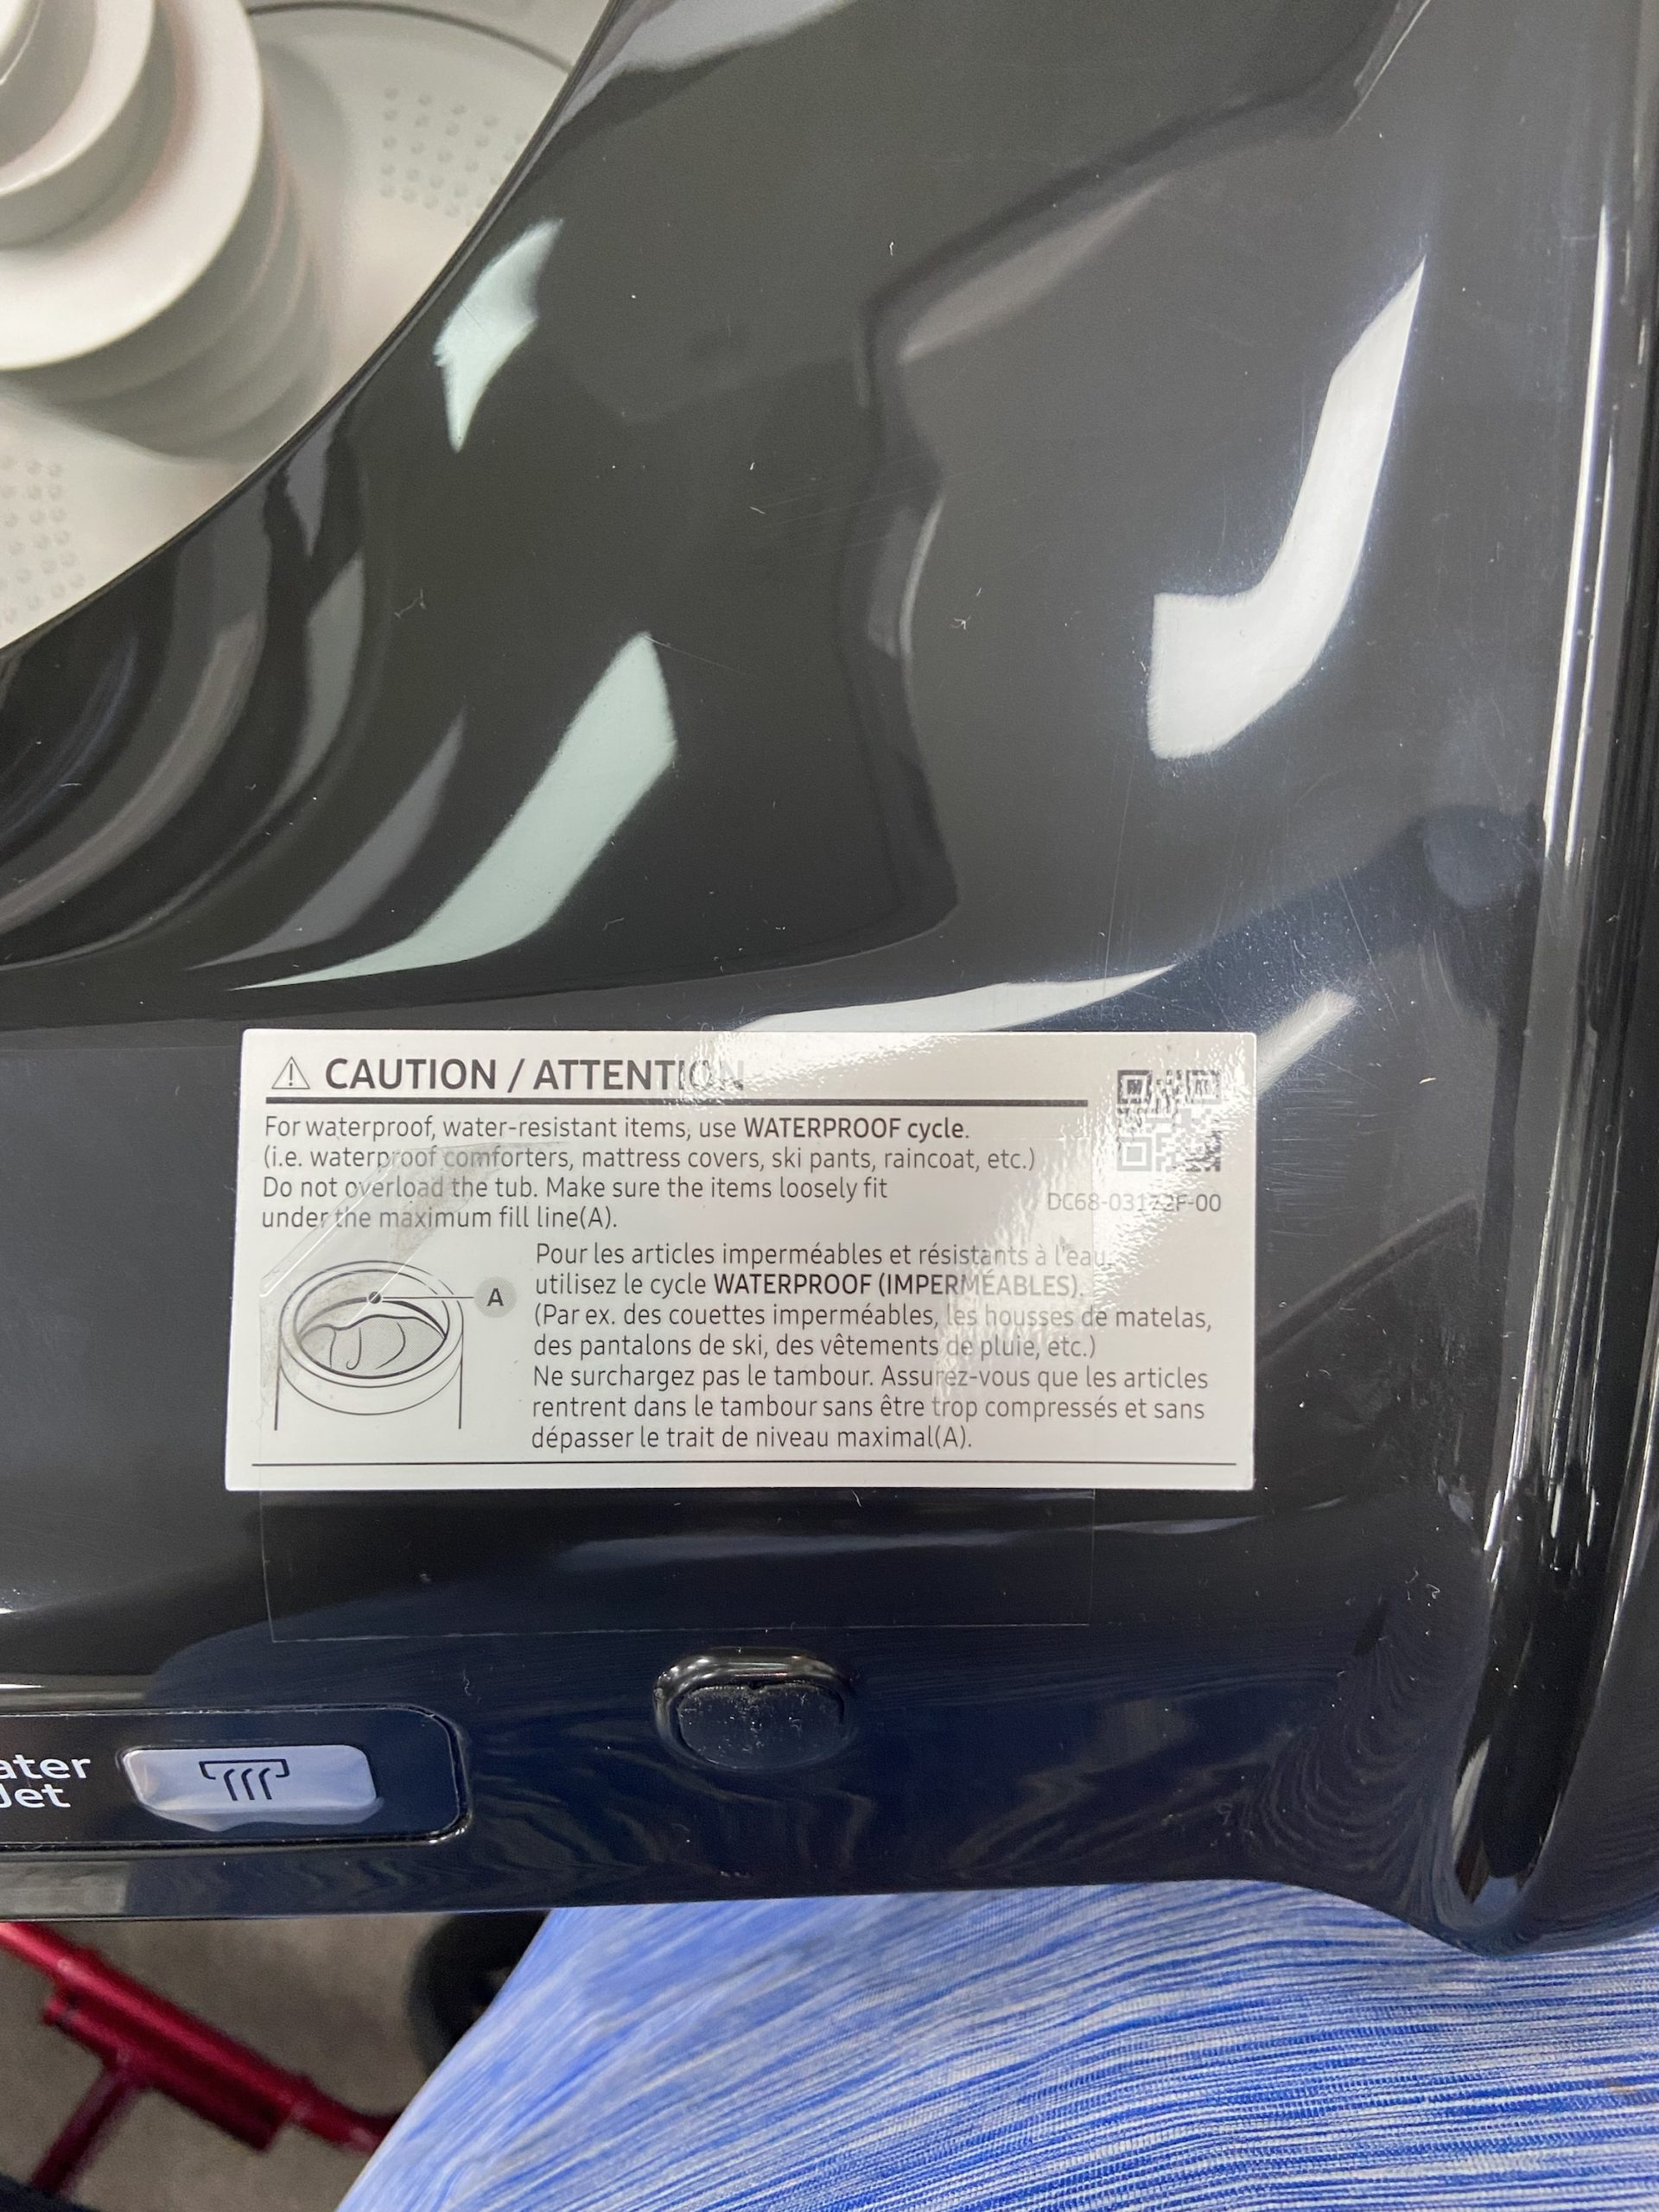 CAUTION / ATTENTION
For waterproof, water-resistant items, use WATERPROOF cycle.
(i.e. waterproof comforters, mattress covers, ski pants, raincoat, etc.)
Do not overload the tub. Make sure the items loosely fit
under the maximum fill line(A).
DC68-03172F-00
A
Pour les articles imperméables et résistants à l'eau,
utilisez le cycle WATERPROOF (IMPERMÉABLES).
(Par ex. des couettes imperméables, les housses de matelas,
des pantalons de ski, des vêtements de pluie, etc.)
Ne surchargez pas le tambour. Assurez-vous que les articles
rentrent dans le tambour sans être trop compressés et sans
dépasser le trait de niveau maximal(A).
ater
Jet